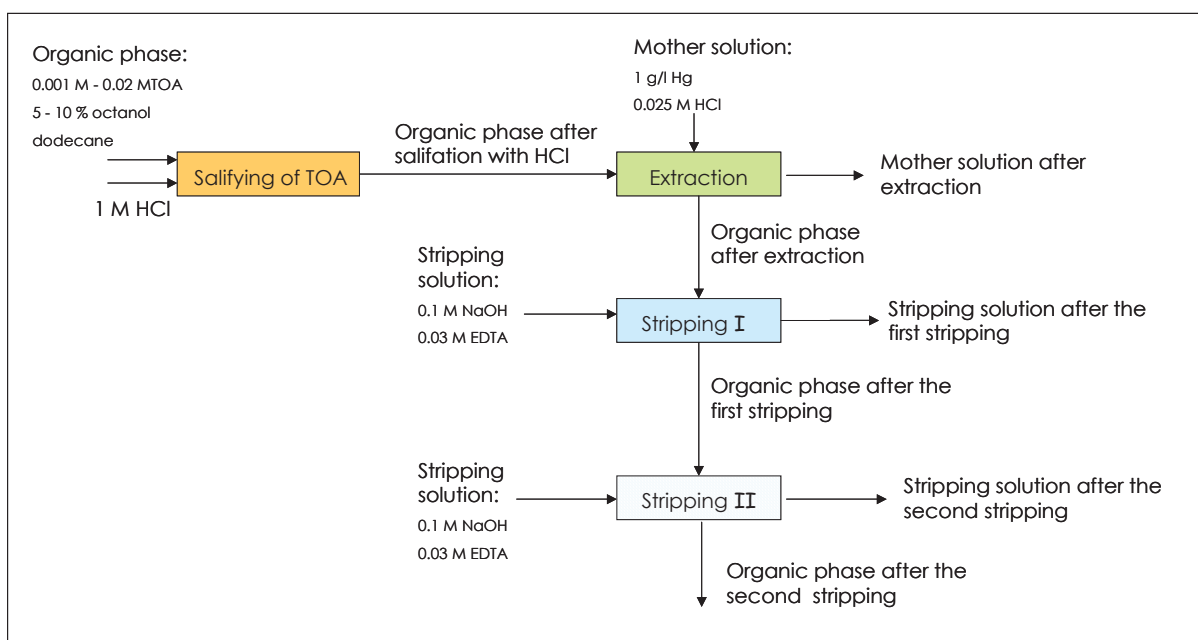 Organic phase:
0.001 M - 0.02 MTOA
5 - 10 % octanol
dodecane
1 M HCl
Salifying of TOA
Organic phase after
salifation with HCl
Mother solution:
1 g/l Hg
0.025 M HCl
Extraction
Mother solution after
extraction
Organic phase
after extraction
Stripping
solution:
0.1 M NaOH
0.03 M EDTA
Stripping I
Stripping solution after the
first stripping
Organic phase after the
first stripping
Stripping
solution:
0.1 M NaOH
0.03 M EDTA
Stripping II
Stripping solution after the
second stripping
Organic phase after the
second stripping